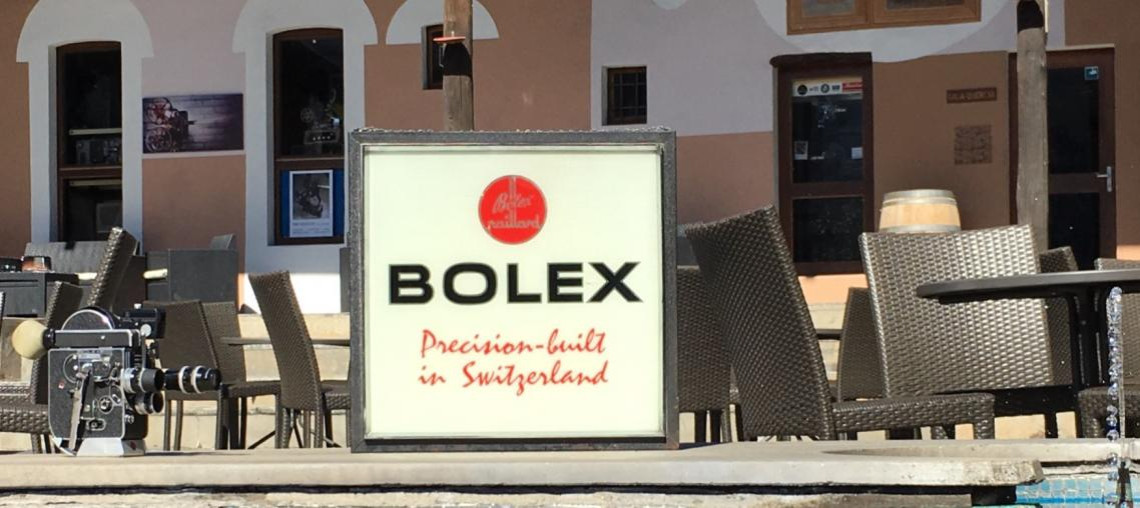 Bolex
paillard
BOLEX
Precision-built
in Switzerland